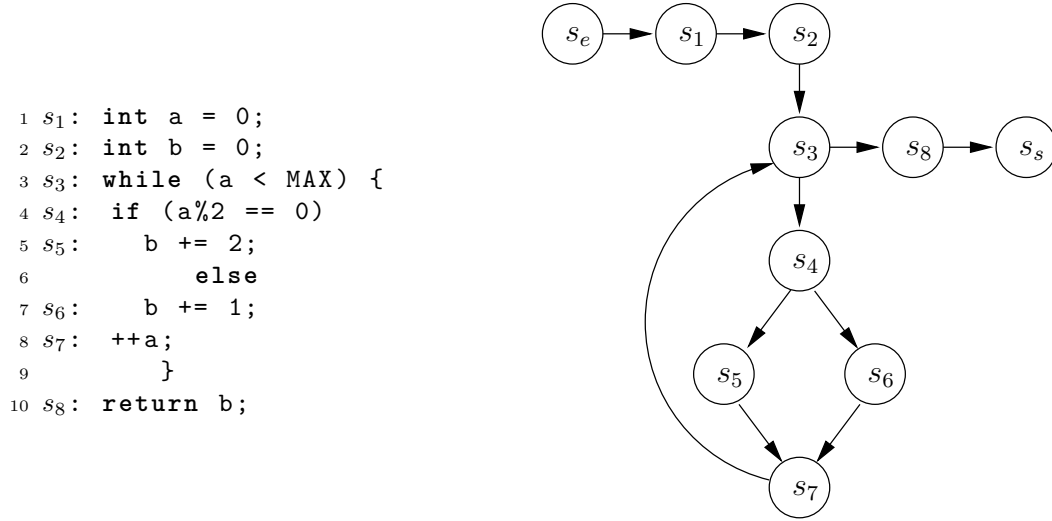 1 s₁: int a = 0;
2 s₂: int b = 0;
3 s₃: while (a < MAX) {
4 s₄: if (a%2 == 0)
5 s₅: b += 2;
6 else
7 s₆: b += 1;
8 s₇: ++a;
9 }
10 s₈: return b;
sₑ s₁ s₂
s₃ s₈ sₛ
s₄
s₅ s₆
s₇